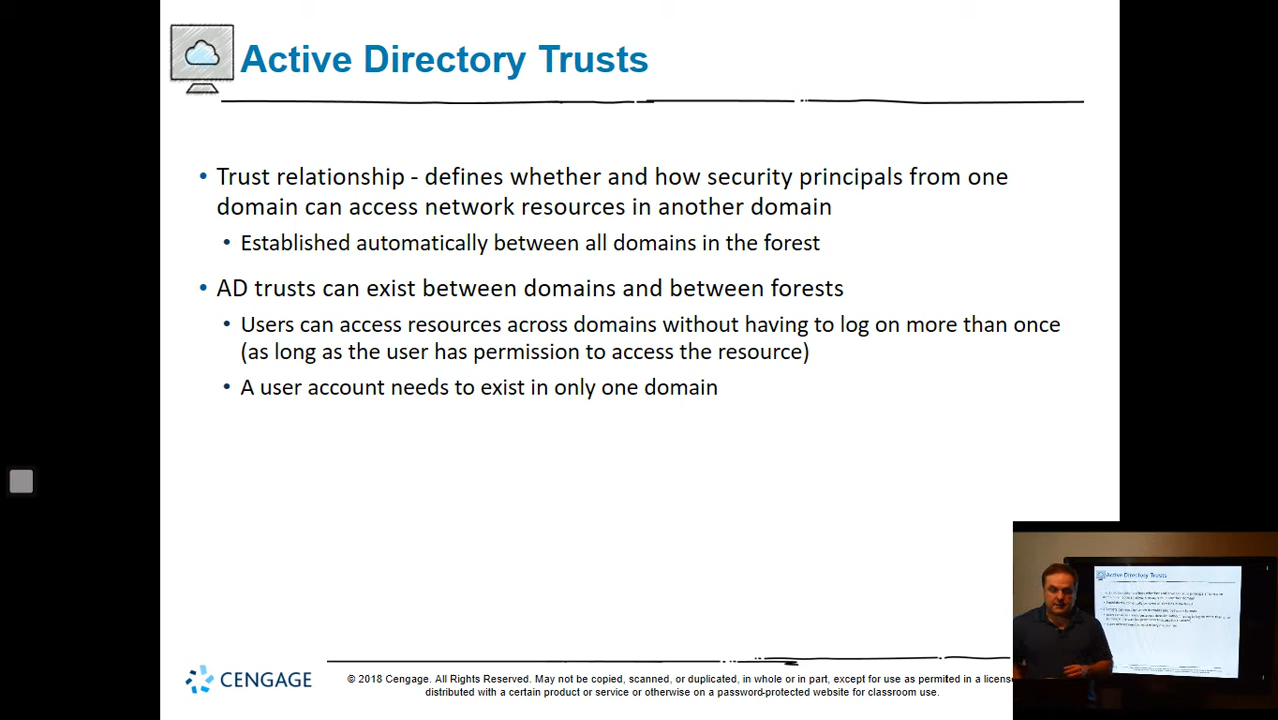 Active Directory Trusts
• Trust relationship - defines whether and how security principals from one
domain can access network resources in another domain
• Established automatically between all domains in the forest
• AD trusts can exist between domains and between forests
• Users can access resources across domains without having to log on more than once
(as long as the user has permission to access the resource)
• A user account needs to exist in only one domain
Active Directory Trusts
CENGAGE
© 2018 Cengage. All Rights Reserved. May not be copied, scanned, or duplicated, in whole or in part, except for use as permitted in a license
distributed with a certain product or service or otherwise on a password-protected website for classroom use.